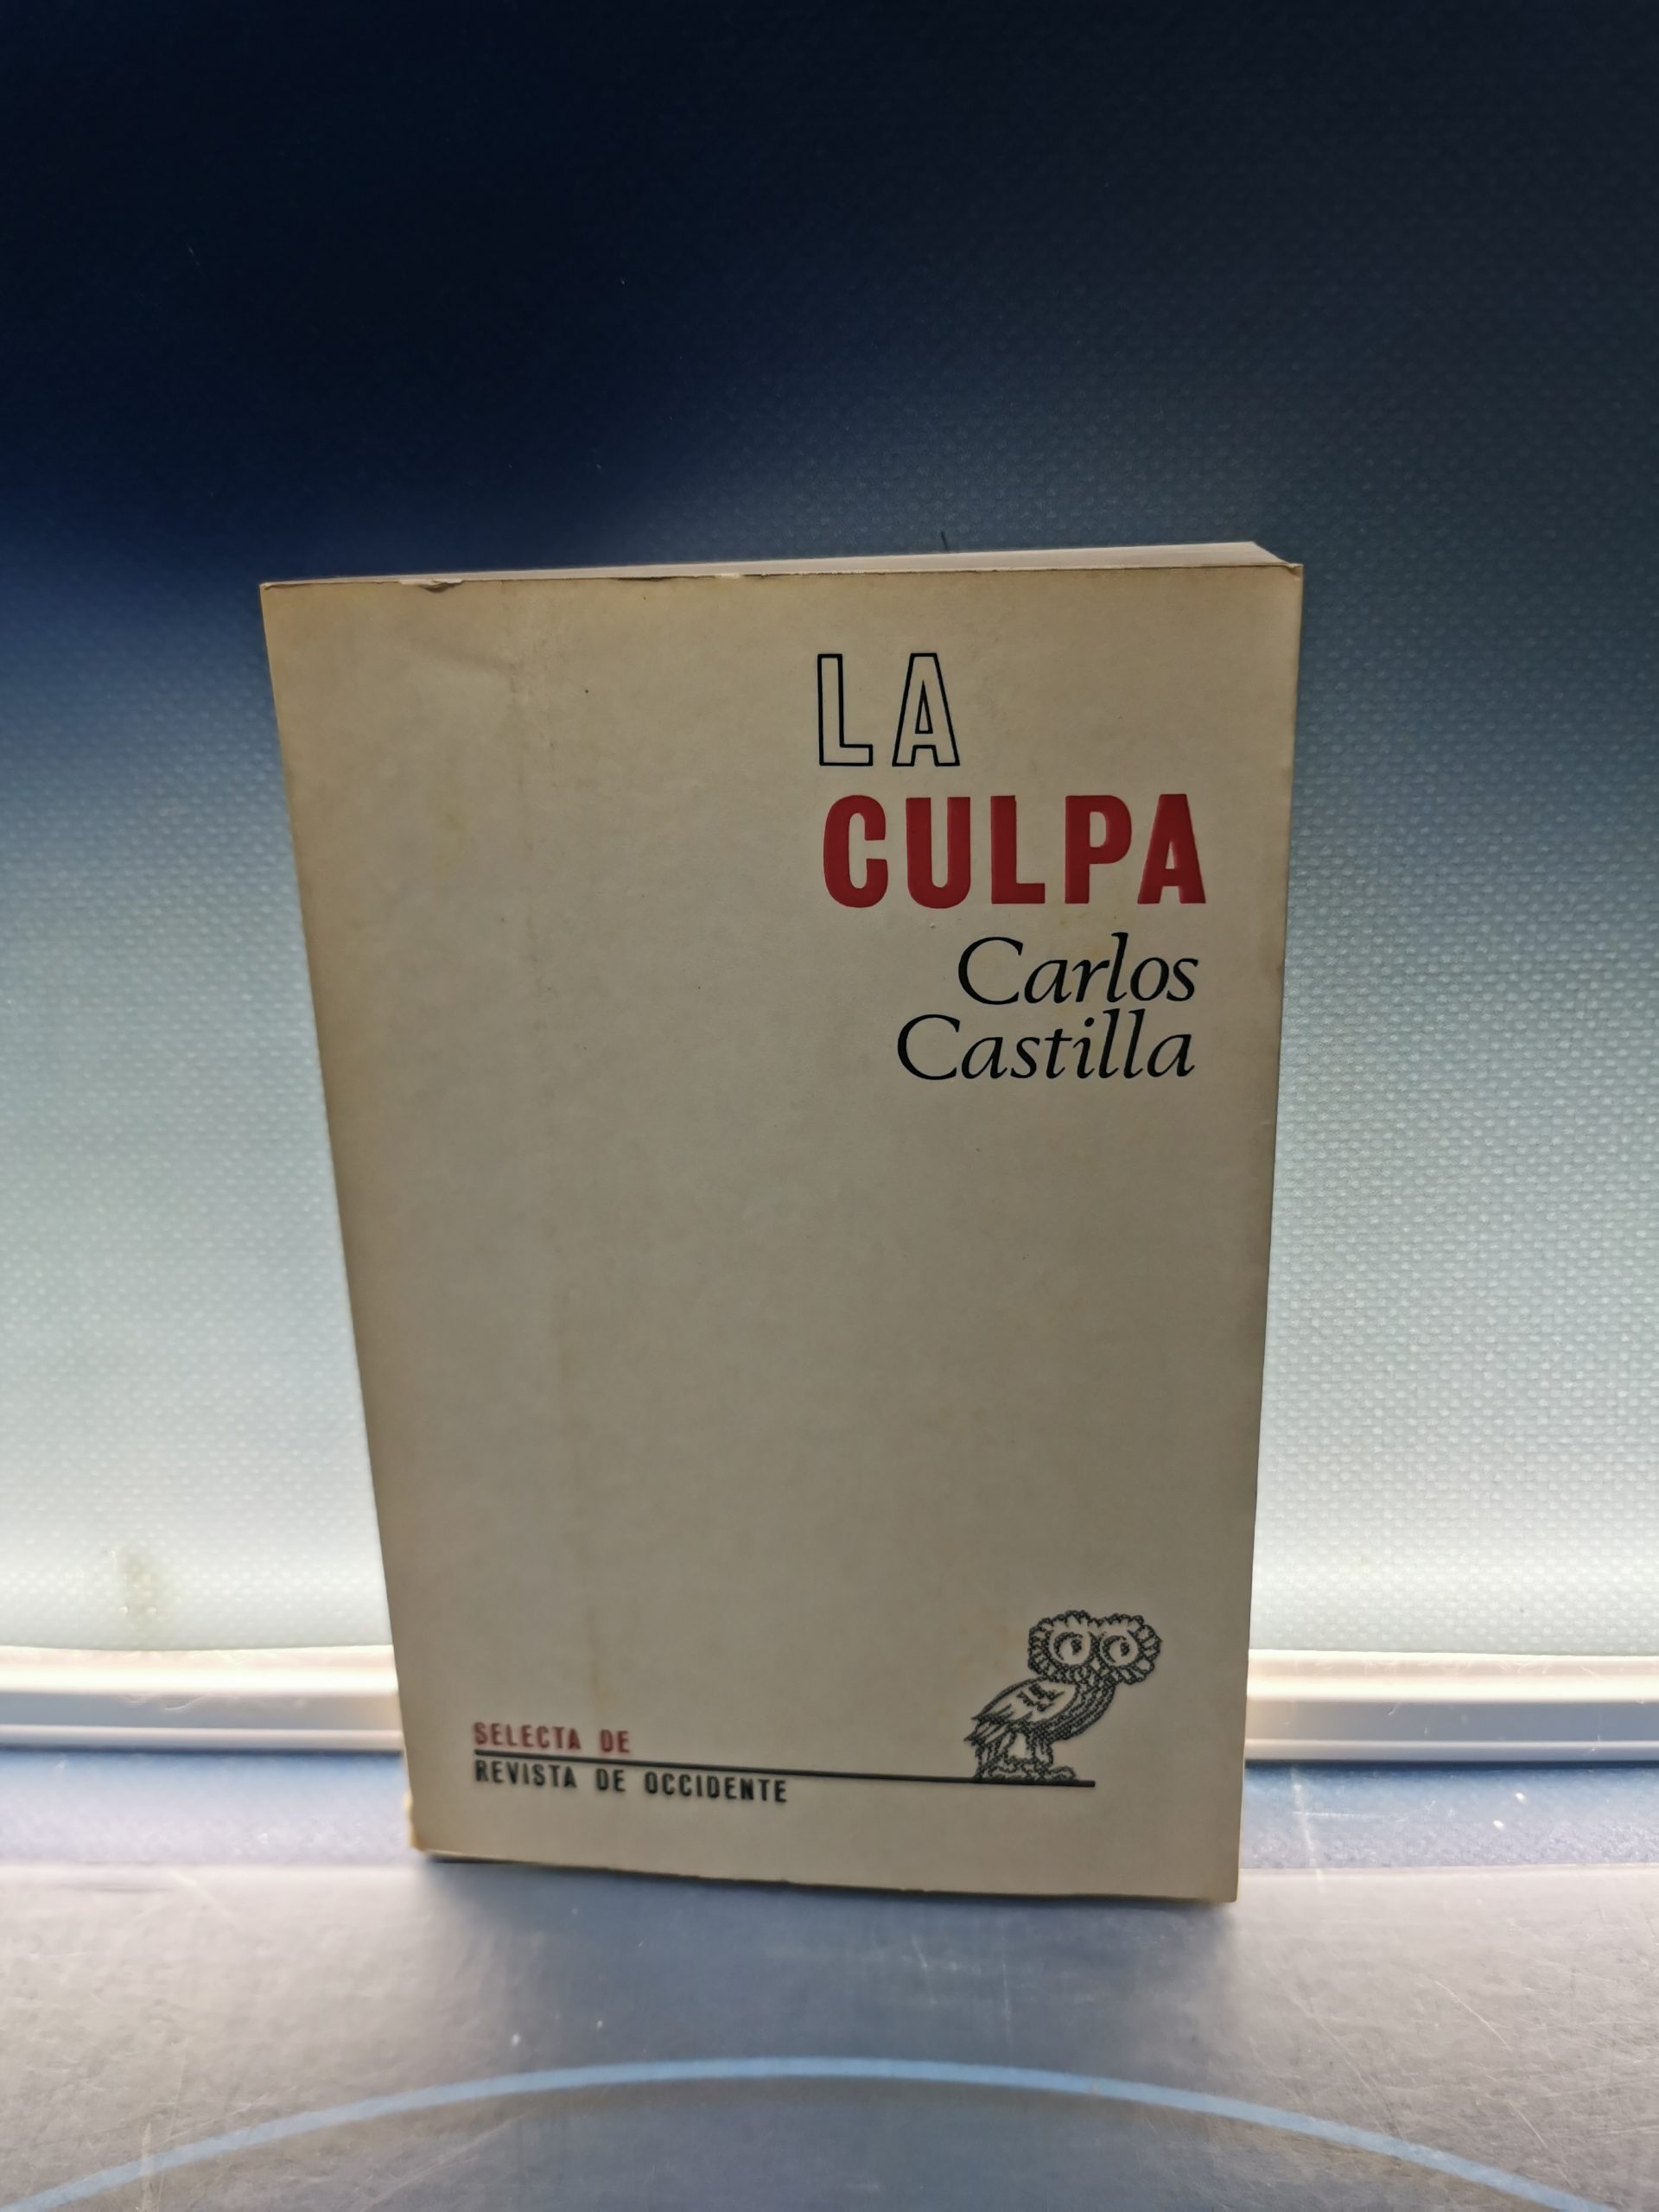 LA
CULPA
Carlos
Castilla
SELECTA DE
REVISTA DE OCCIDENTE